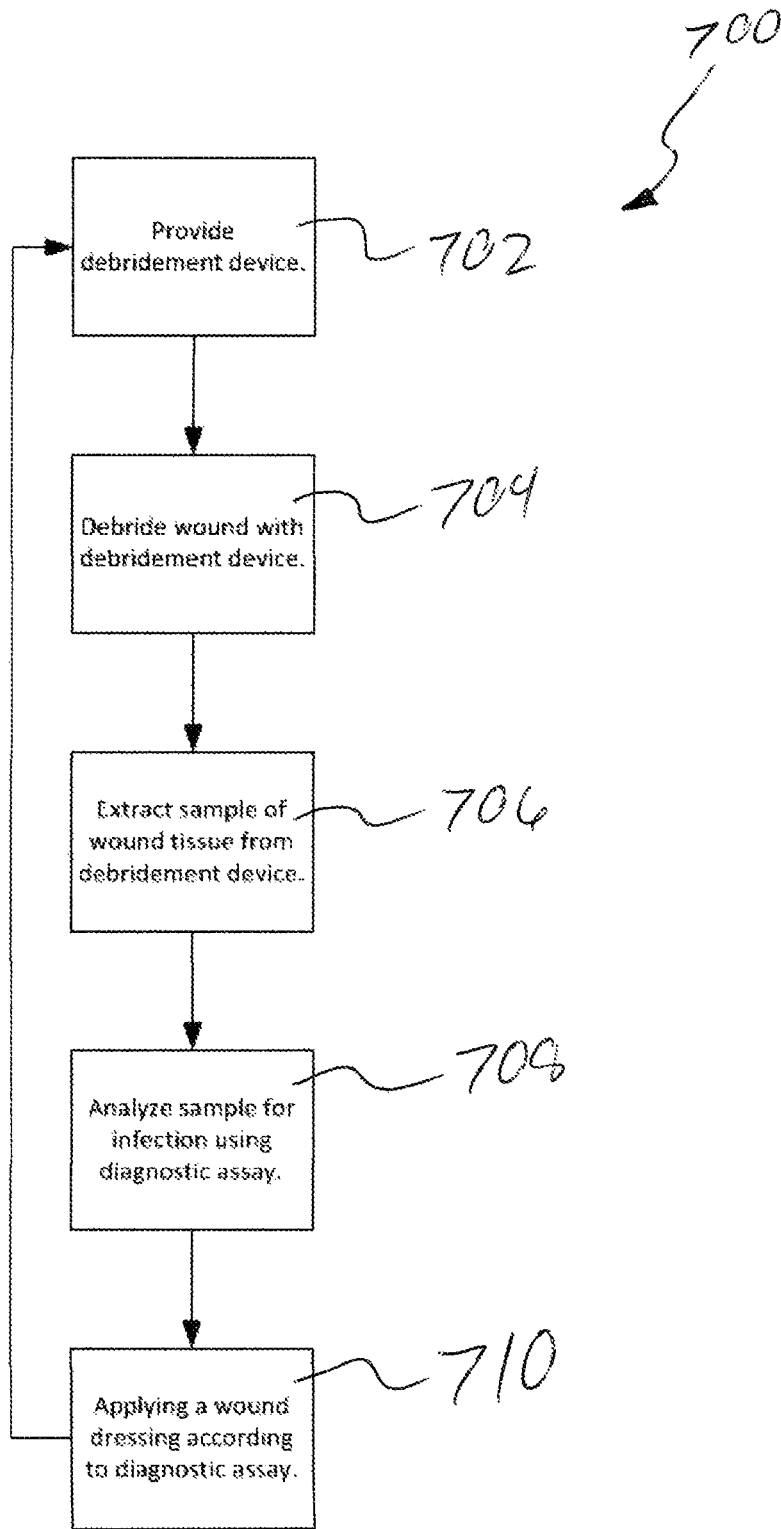 700
Provide
debridement device.
702
Debride wound with
debridement device.
704
Extract sample of
wound tissue from
debridement device.
706
Analyze sample for
infection using
diagnostic assay.
708
Applying a wound
dressing according
to diagnostic assay.
710